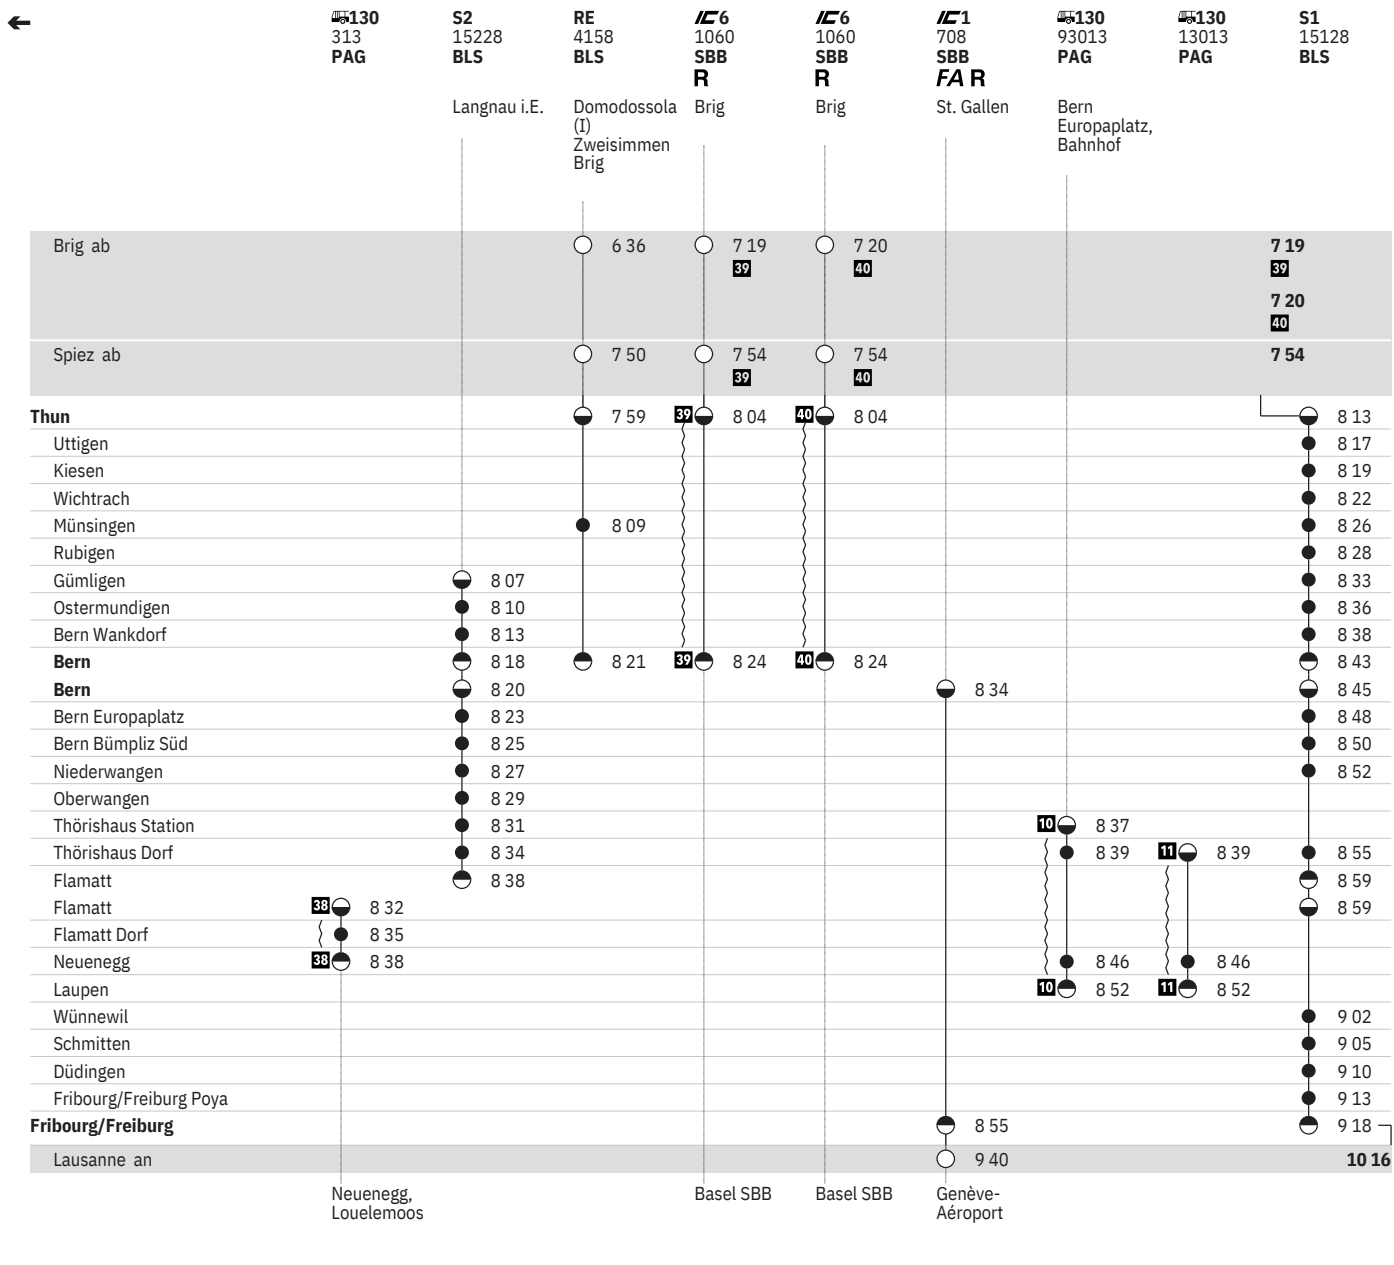 130 S2 RE IC6 IC6 IC1 130 130 S1
313 15228 4158 1060 1060 708 93013 13013 15128
PAG BLS BLS SBB SBB SBB PAG PAG BLS
R R FA R
Langnau i.E. Domodossola Brig Brig St. Gallen Bern
(I) Europaplatz,
Zweisimmen Bahnhof
Brig
Brig ab 6 36 7 19 7 20 7 19
39 40 39
7 20
40
Spiez ab 7 50 7 54 7 54 7 54
39 40
Thun 7 59 39 8 04 40 8 04 8 13
Uttigen 8 17
Kiesen 8 19
Wichtrach 8 22
Münsingen 8 09 8 26
Rubigen 8 28
Gümligen 8 07 8 33
Ostermundigen 8 10 8 36
Bern Wankdorf 8 13 8 38
Bern 8 18 8 21 39 8 24 40 8 24 8 43
Bern 8 20 8 34 8 45
Bern Europaplatz 8 23 8 48
Bern Bümpliz Süd 8 25 8 50
Niederwangen 8 27 8 52
Oberwangen 8 29
Thörishaus Station 8 31 10 8 37
Thörishaus Dorf 8 34 8 39 11 8 39 8 55
Flamatt 8 38 8 59
Flamatt 38 8 32 8 59
Flamatt Dorf 8 35
Neuenegg 38 8 38 8 46 8 46
Laupen 10 8 52 11 8 52
Wünnewil 9 02
Schmitten 9 05
Düdingen 9 10
Fribourg/Freiburg Poya 9 13
Fribourg/Freiburg 8 55 9 18
Lausanne an 9 40 10 16
Neuenegg, Basel SBB Basel SBB Genève-
Louelemoos Aéroport